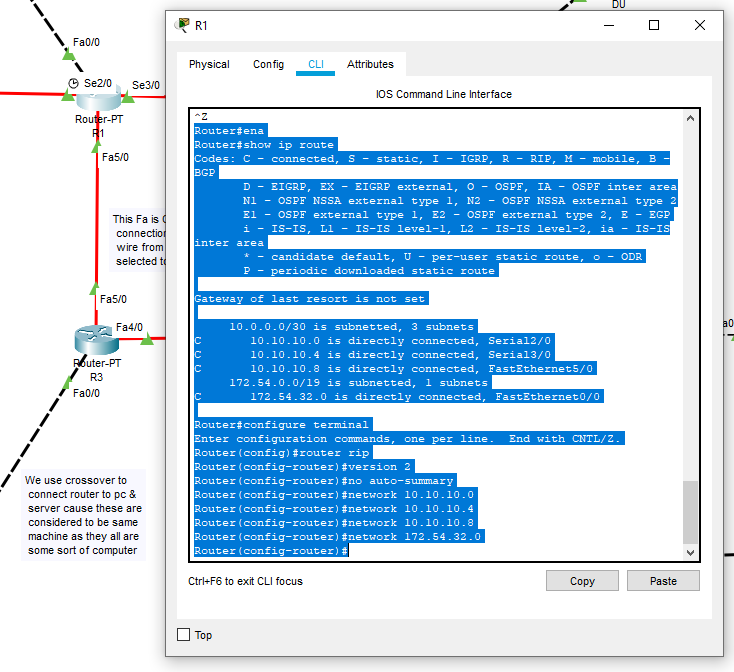 DU
Fa0/0
Se2/0
Se3/0
Router-PT
R1
Fa5/0
This Fa is
connection
wire from
selected to
Fa5/0
Fa4/0
Router-PT
R3
Fa0/0
We use crossover to
connect router to pc &
server cause these are
considered to be same
machine as they all are
some sort of computer
R1
Physical
Config
CLI
Attributes
IOS Command Line Interface
^Z
Router#ena
Router#show ip route
Codes: C - connected, S - static, I - IGRP, R - RIP, M - mobile, B -
BGP
D - EIGRP, EX - EIGRP external, O - OSPF, IA - OSPF inter area
N1 - OSPF NSSA external type 1, N2 - OSPF NSSA external type 2
E1 - OSPF external type 1, E2 - OSPF external type 2, E - EGP
i - IS-IS, L1 - IS-IS level-1, L2 - IS-IS level-2, ia - IS-IS
inter area
* - candidate default, U - per-user static route, o - ODR
P - periodic downloaded static route
Gateway of last resort is not set
10.0.0.0/30 is subnetted, 3 subnets
C 10.10.10.0 is directly connected, Serial2/0
C 10.10.10.4 is directly connected, Serial3/0
C 10.10.10.8 is directly connected, FastEthernet5/0
172.54.0.0/19 is subnetted, 1 subnets
C 172.54.32.0 is directly connected, FastEthernet0/0
Router#configure terminal
Enter configuration commands, one per line. End with CNTL/Z.
Router(config)#router rip
Router(config-router)#version 2
Router(config-router)#no auto-summary
Router(config-router)#network 10.10.10.0
Router(config-router)#network 10.10.10.4
Router(config-router)#network 10.10.10.8
Router(config-router)#network 172.54.32.0
Router(config-router)#
Ctrl+F6 to exit CLI focus
Copy
Paste
Top